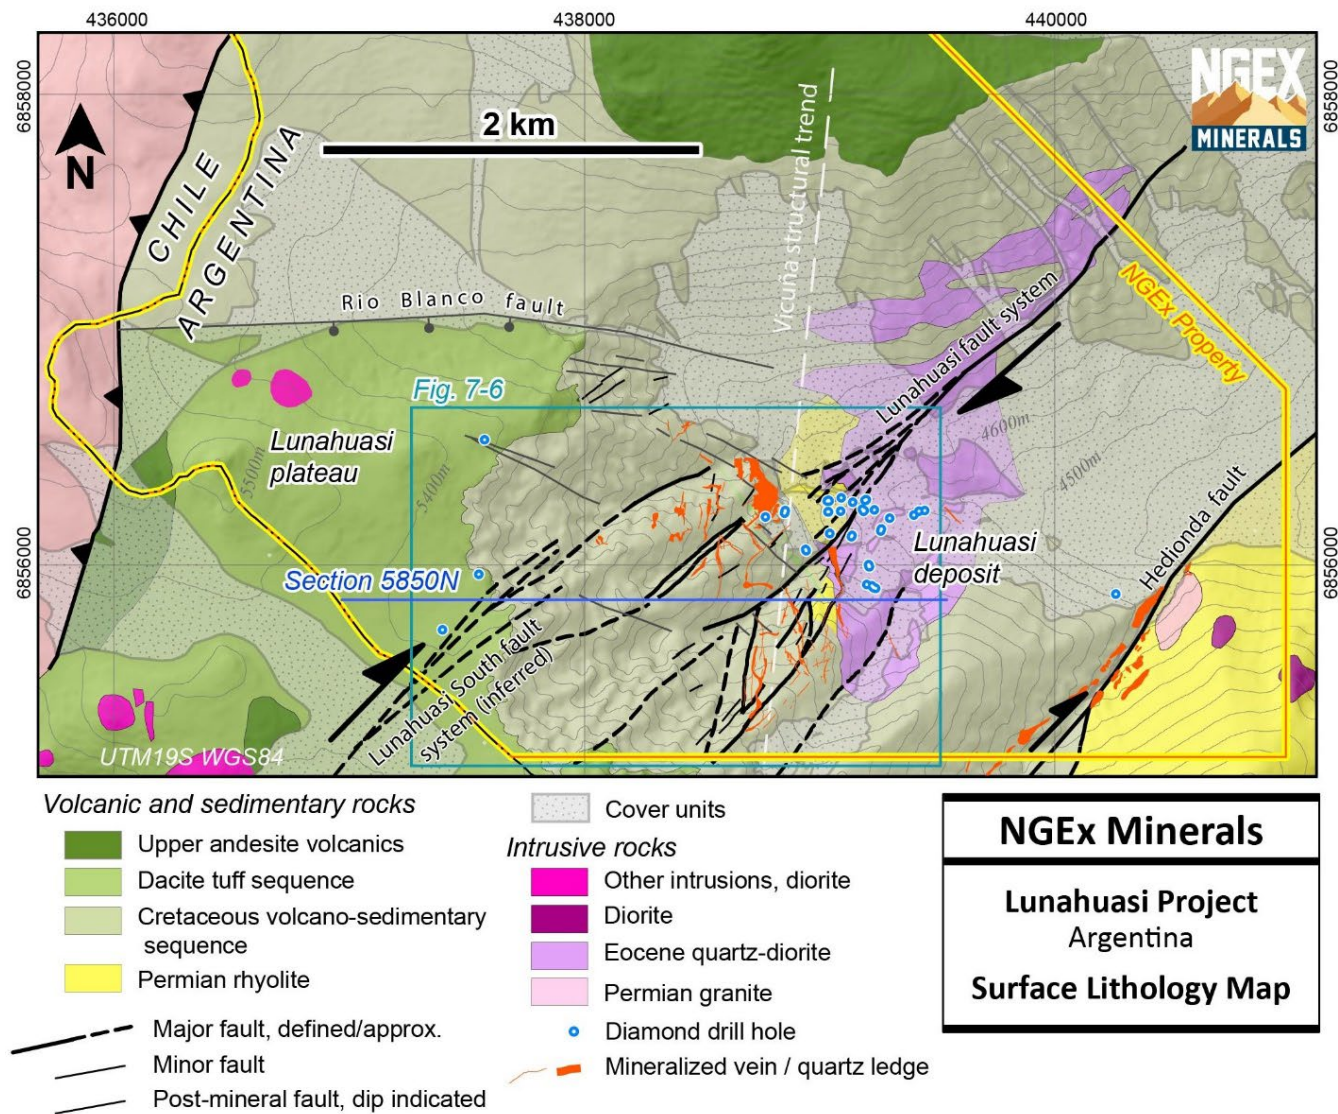 436000
438000
440000
6858000
6858000
NGEX
MINERALS
2 km
N
CHILE
ARGENTINA
Vicuña structural trend
Rio Blanco fault
NGEx Property
Lunahuasi fault system
Fig. 7-6
Lunahuasi
plateau
5500m
5400m
4600m
4500m
6856000
6856000
Lunahuasi
deposit
Hedionda fault
Section 5850N
Lunahuasi South fault
system (inferred)
UTM19S WGS84
Volcanic and sedimentary rocks
Upper andesite volcanics
Dacite tuff sequence
Cretaceous volcano-sedimentary
sequence
Permian rhyolite
Major fault, defined/approx.
Minor fault
Post-mineral fault, dip indicated
Cover units
Intrusive rocks
Other intrusions, diorite
Diorite
Eocene quartz-diorite
Permian granite
Diamond drill hole
Mineralized vein / quartz ledge
NGEx Minerals
Lunahuasi Project
Argentina
Surface Lithology Map